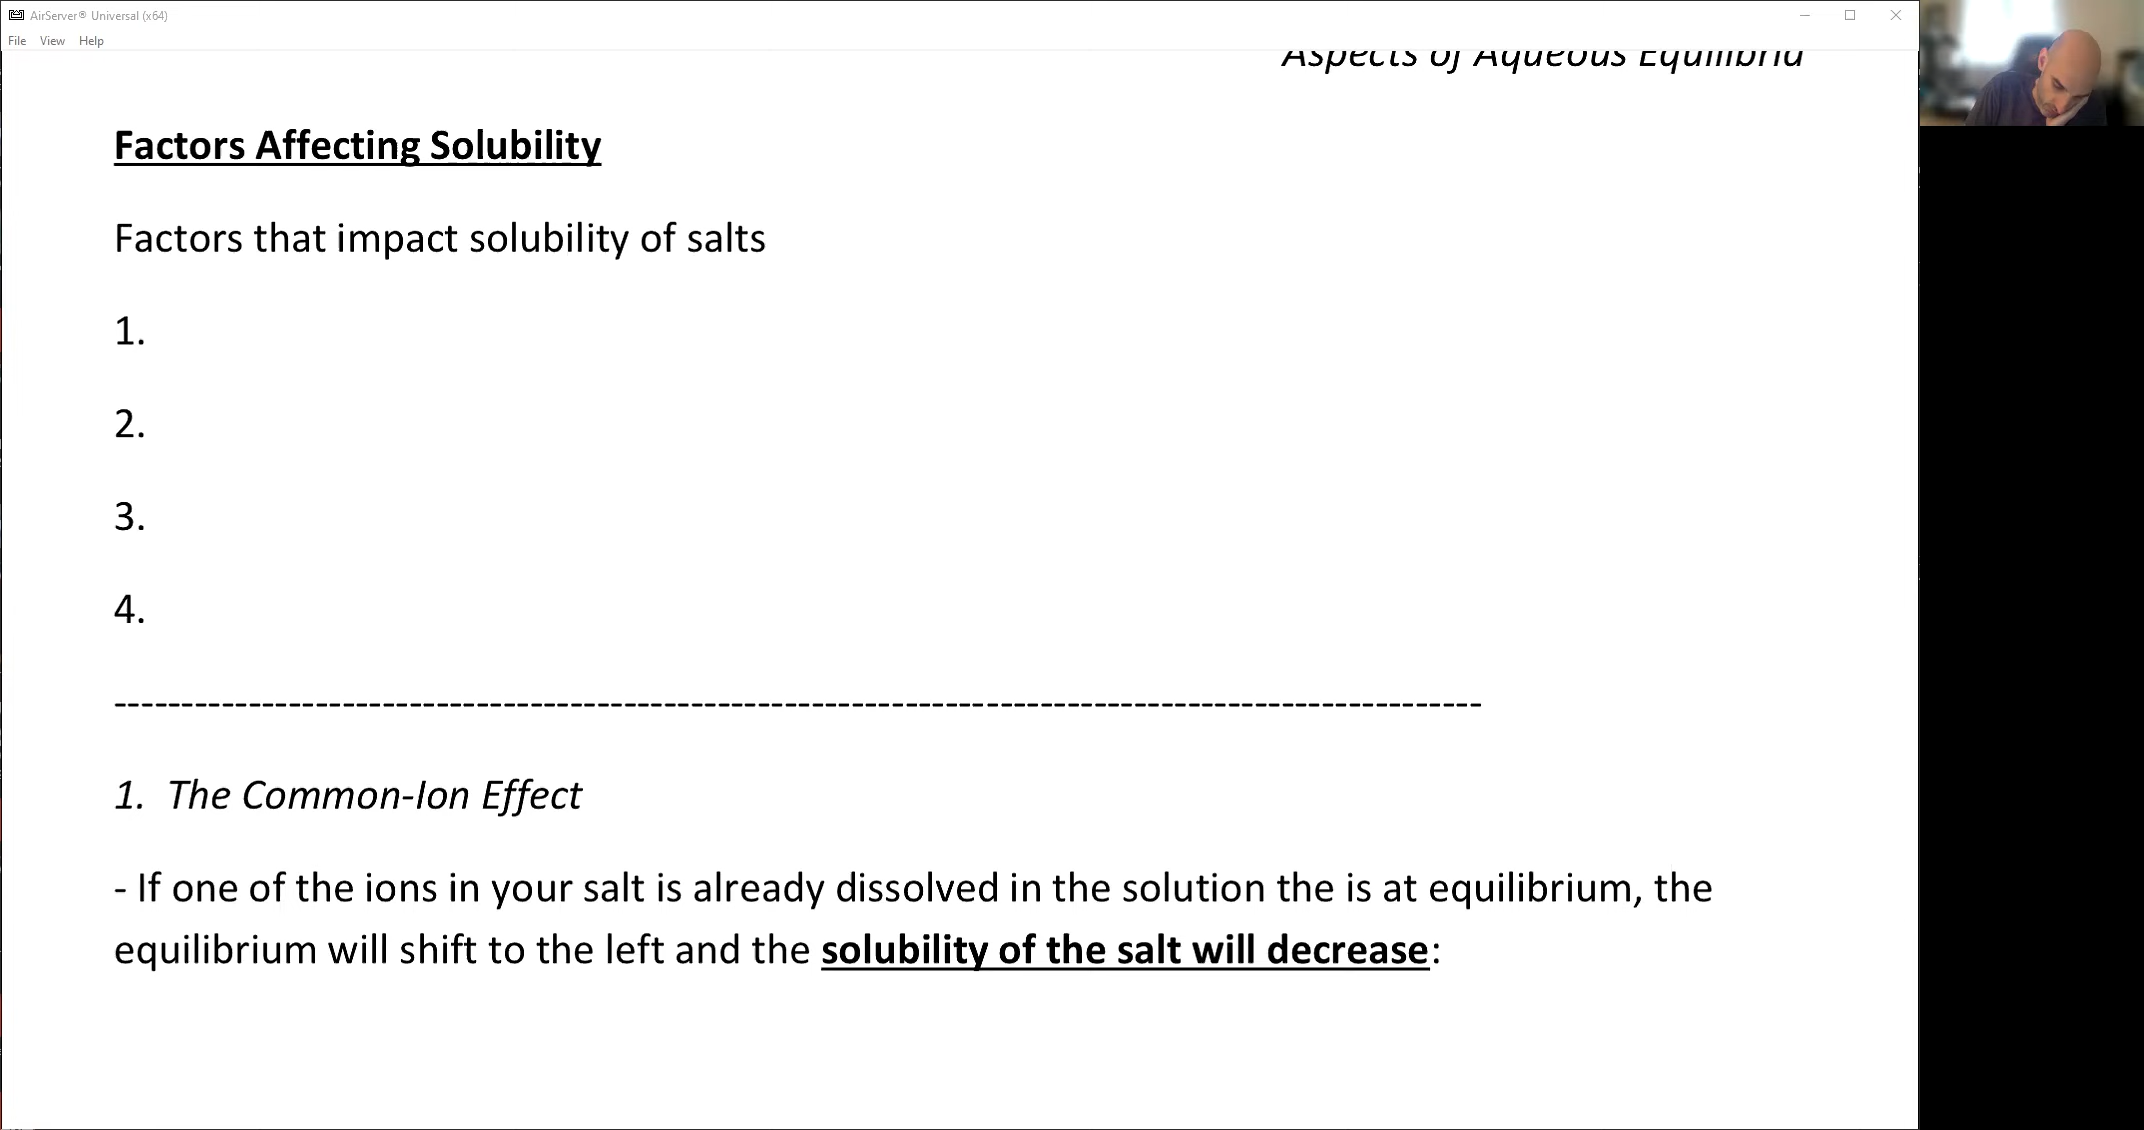 AirServer® Universal (x64)
File View Help
Aspects of Aqueous Equilibria
Factors Affecting Solubility
Factors that impact solubility of salts
1.
2.
3.
4.
-------------------------------------------------------------------------------------------------------
1. The Common-Ion Effect
- If one of the ions in your salt is already dissolved in the solution the is at equilibrium, the
equilibrium will shift to the left and the solubility of the salt will decrease: